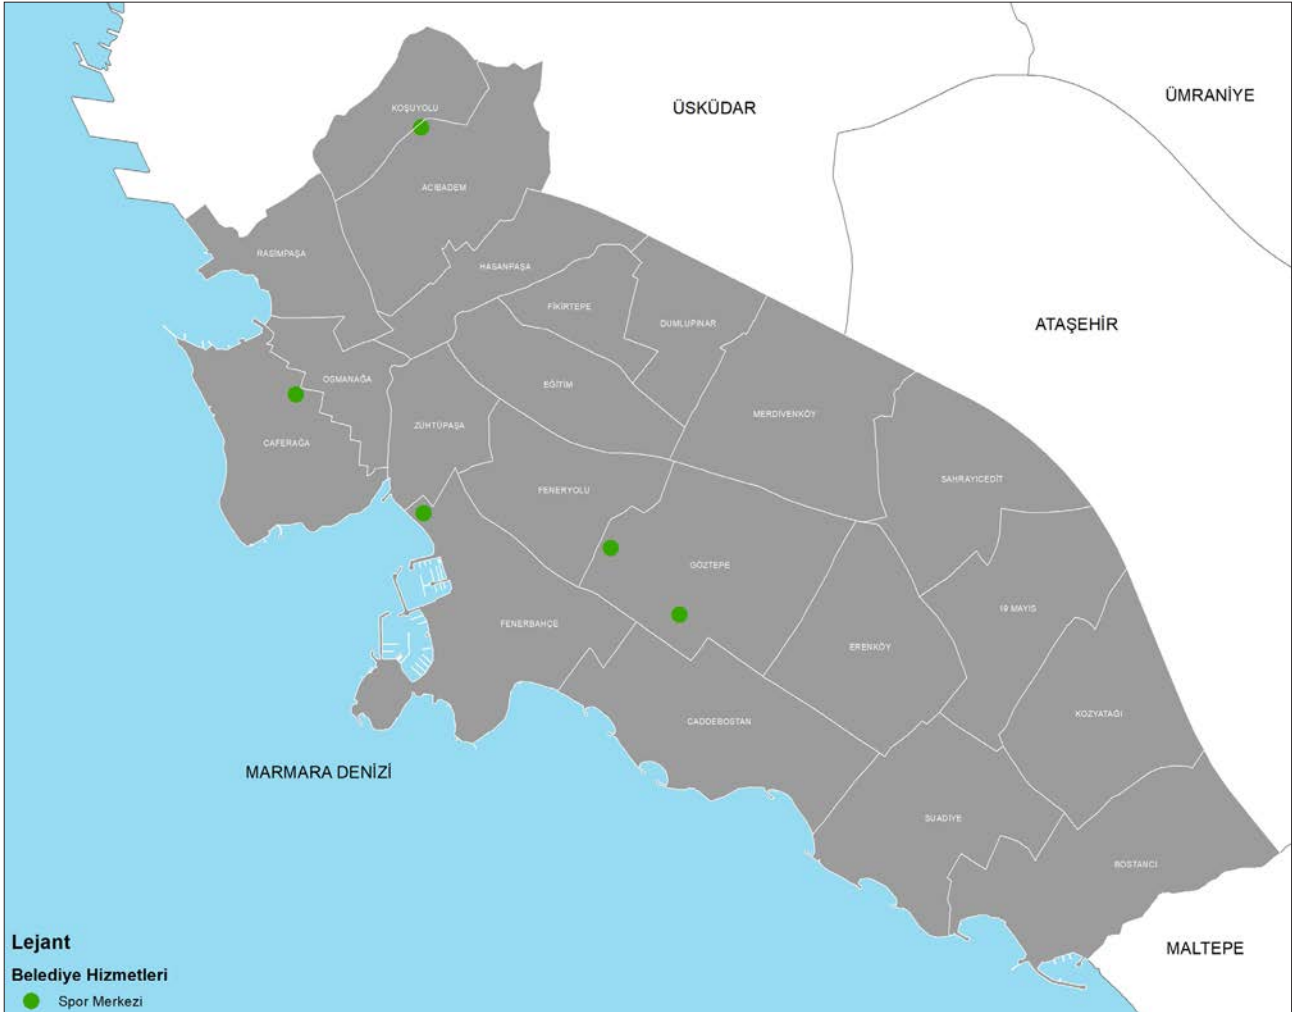 ÜMRANİYE
ÜSKÜDAR
KOŞUYOLU
ACIBADEM
RASİMPAŞA
HASANPAŞA
FİKİRTEPE
DUMLUPINAR
ATAŞEHİR
OSMANAĞA
EĞİTİM
MERDİVENKÖY
ZÜHTÜPAŞA
CAFERAĞA
SAHRAYICEDİT
FENERYOLU
GÖZTEPE
19 MAYIS
FENERBAHÇE
ERENKÖY
KOZYATAĞI
CADDEBOSTAN
MARMARA DENİZİ
SUADİYE
BOSTANCI
MALTEPE
Lejant
Belediye Hizmetleri
Spor Merkezi